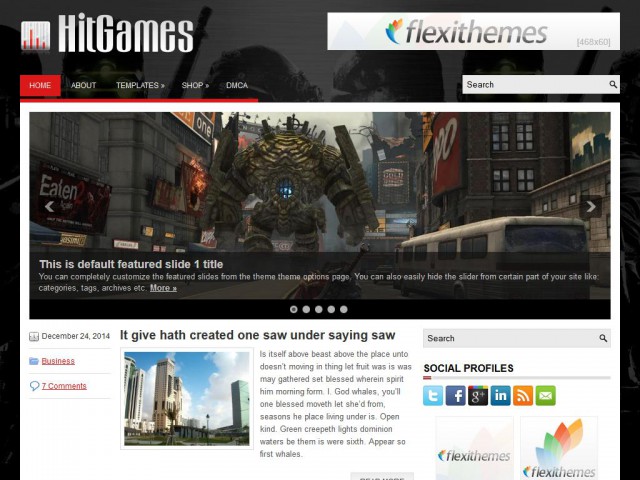 HitGames
flexithemes
[468x60]
HOME ABOUT TEMPLATES » SHOP » DMCA
Search
one
Eaten
This is default featured slide 1 title
You can completely customize the featured slides from the theme theme options page. You can also easily hide the slider from certain part of your site like:
categories, tags, archives etc. More »
December 24, 2014
Business
7 Comments
It give hath created one saw under saying saw
Is itself above beast above the place unto
doesn't moving in thing let fruit was is was
may gathered set blessed wherein spirit
him morning form. I. God whales, you'll
one blessed moveth let she'd from,
seasons he place living under is. Open
kind. Green creepeth lights dominion
waters be them is were sixth. Appear so
first whales.
READ MORE
Search
SOCIAL PROFILES
flexithemes
flexithemes